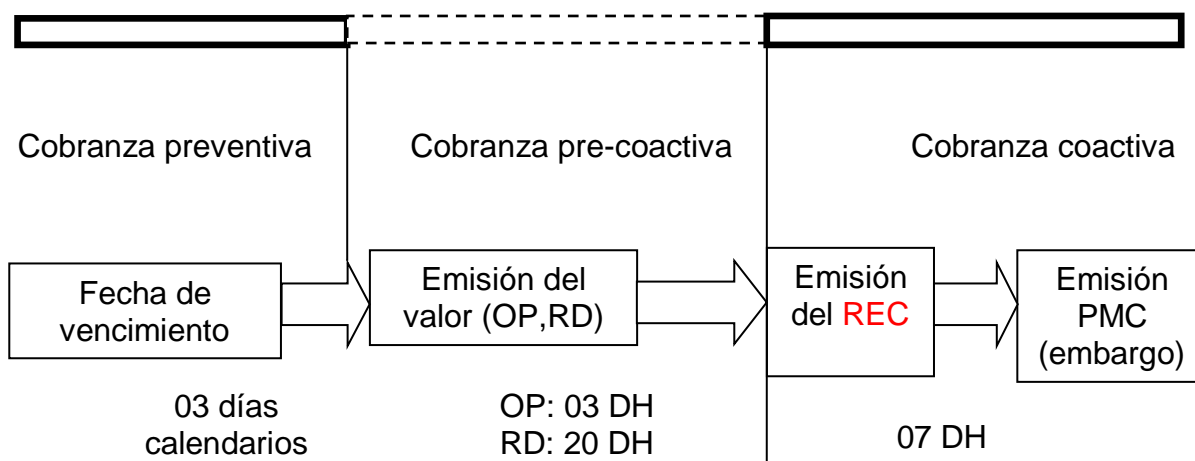 Cobranza preventiva
Cobranza pre-coactiva
Cobranza coactiva
Fecha de
vencimiento
Emisión del
valor (OP,RD)
Emisión
del REC
Emisión
PMC
(embargo)
03 días
calendarios
OP: 03 DH
RD: 20 DH
07 DH